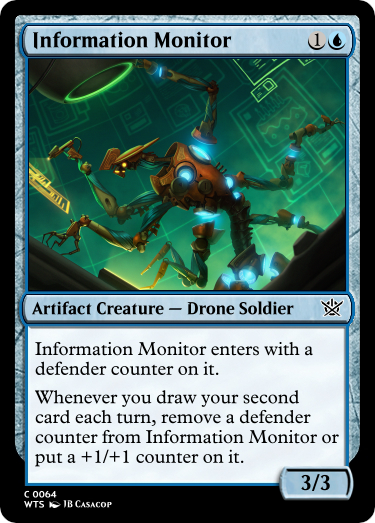 Information Monitor 1
Artifact Creature — Drone Soldier
Information Monitor enters with a
defender counter on it.
Whenever you draw your second
card each turn, remove a defender
counter from Information Monitor or
put a +1/+1 counter on it.
3/3
C 0064
WTS JB Casacop